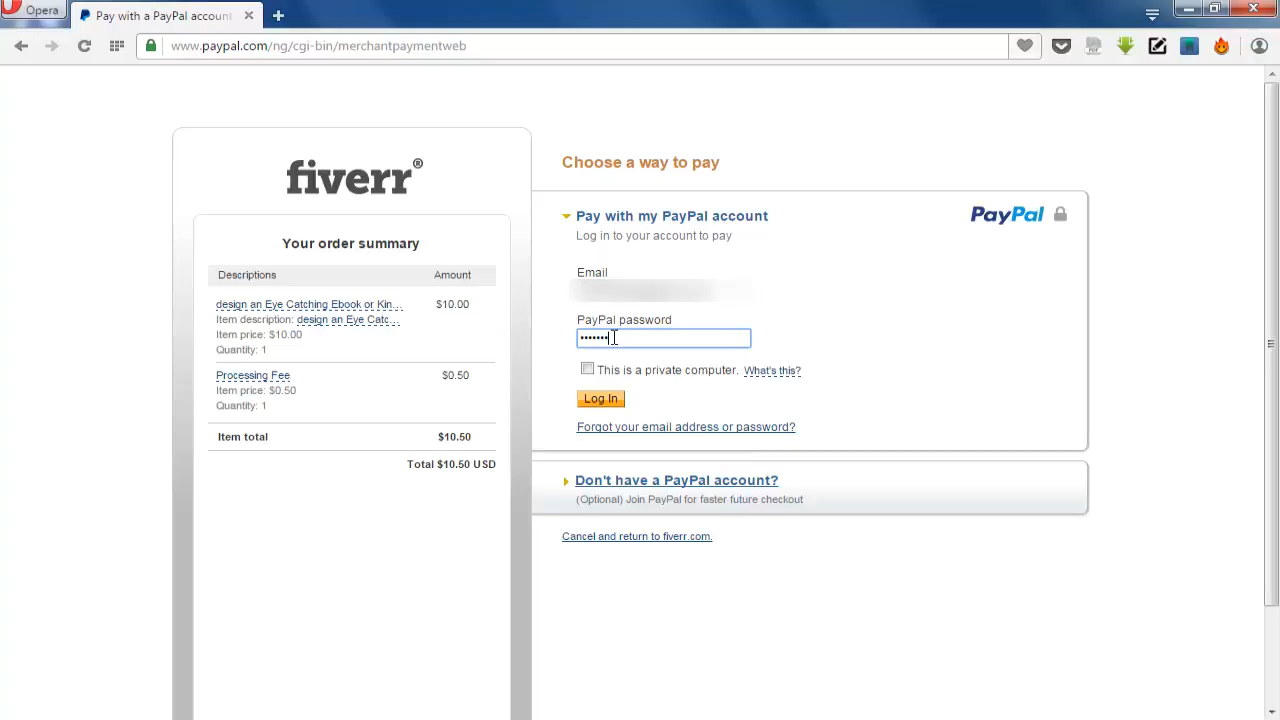 Opera
Pay with a PayPal account
www.paypal.com/ng/cgi-bin/merchantpaymentweb
PDF
fiverr®
Your order summary
Descriptions Amount
design an Eye Catching Ebook or Kin... $10.00
Item description: design an Eye Catc...
Item price: $10.00
Quantity: 1
Processing Fee $0.50
Item price: $0.50
Quantity: 1
Item total $10.50
Total $10.50 USD
Choose a way to pay
Pay with my PayPal account
PayPal
Log in to your account to pay
Email
PayPal password
•••••••
This is a private computer. What's this?
Log In
Forgot your email address or password?
Don't have a PayPal account?
(Optional) Join PayPal for faster future checkout
Cancel and return to fiverr.com.